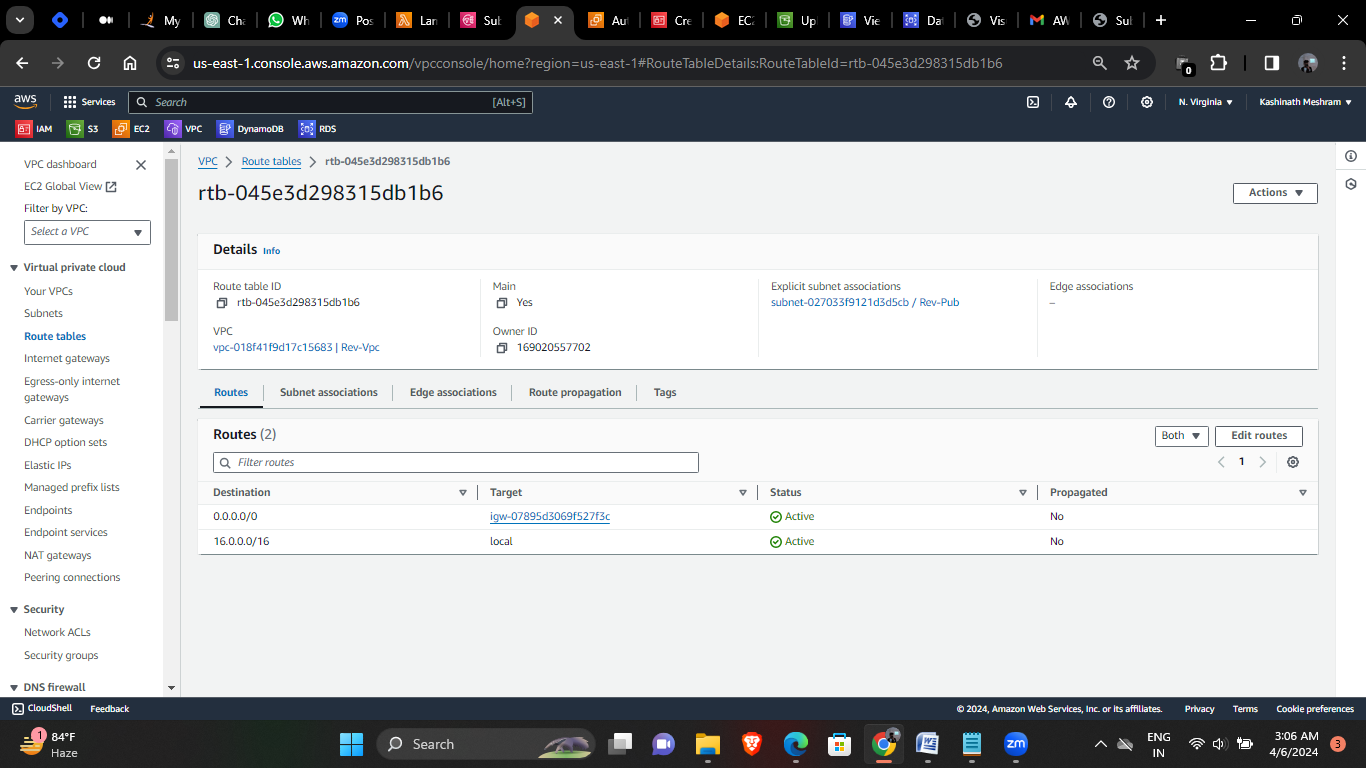 My
Cha
Wh
Pos
Lan
Sub
Aut
Cre
EC2
Up
Vie
Dat
Vis
AW
Sul
us-east-1.console.aws.amazon.com/vpcconsole/home?region=us-east-1#RouteTableDetails:RouteTableId=rtb-045e3d298315db1b6
0
aws
Services
Search
[Alt+S]
N. Virginia
Kashinath Meshram
IAM
S3
EC2
VPC
DynamoDB
RDS
VPC dashboard
EC2 Global View
Filter by VPC:
Select a VPC
Virtual private cloud
Your VPCs
Subnets
Route tables
Internet gateways
Egress-only internet
gateways
Carrier gateways
DHCP option sets
Elastic IPs
Managed prefix lists
Endpoints
Endpoint services
NAT gateways
Peering connections
Security
Network ACLs
Security groups
DNS firewall
VPC
Route tables
rtb-045e3d298315db1b6
rtb-045e3d298315db1b6
Actions
Details Info
Route table ID
rtb-045e3d298315db1b6
Main
Yes
Explicit subnet associations
subnet-027033f9121d3d5cb / Rev-Pub
Edge associations
–
VPC
vpc-018f41f9d17c15683 | Rev-Vpc
Owner ID
169020557702
Routes
Subnet associations
Edge associations
Route propagation
Tags
Routes (2)
Both
Edit routes
Filter routes
1
Destination
Target
Status
Propagated
0.0.0.0/0
igw-07895d3069f527f3c
Active
No
16.0.0.0/16
local
Active
No
CloudShell
Feedback
© 2024, Amazon Web Services, Inc. or its affiliates.
Privacy
Terms
Cookie preferences
1
84°F
Haze
Search
zm
ENG
IN
3:06 AM
4/6/2024
3